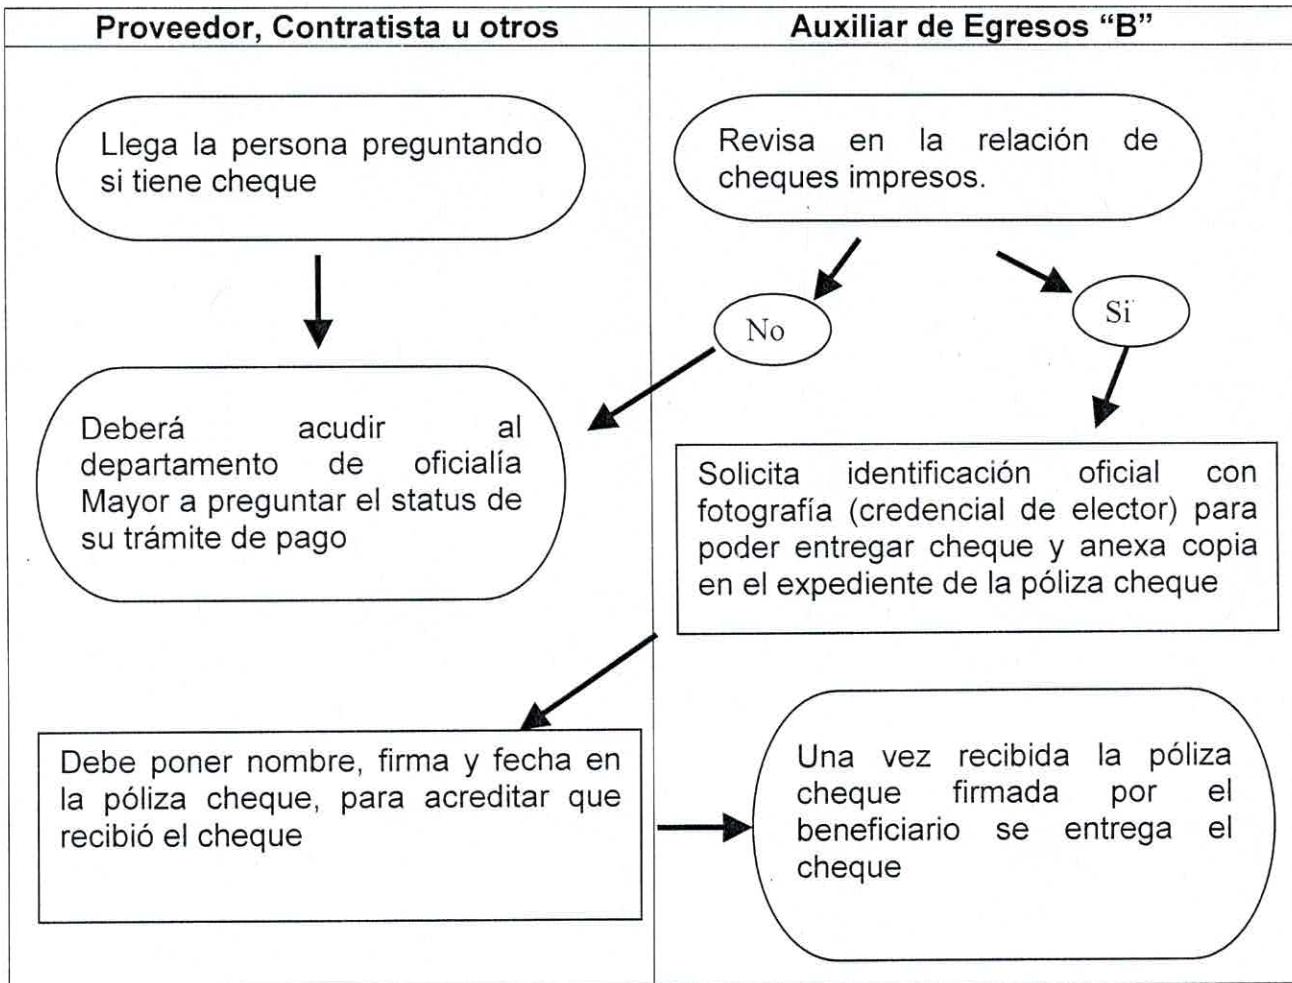 Proveedor, Contratista u otros
Auxiliar de Egresos “B”
Llega la persona preguntando
si tiene cheque
Revisa en la relación de
cheques impresos.
No
Si
Deberá acudir al
departamento de oficialía
Mayor a preguntar el status de
su trámite de pago
Solicita identificación oficial con
fotografía (credencial de elector) para
poder entregar cheque y anexa copia
en el expediente de la póliza cheque
Debe poner nombre, firma y fecha en
la póliza cheque, para acreditar que
recibió el cheque
Una vez recibida la póliza
cheque firmada por el
beneficiario se entrega el
cheque